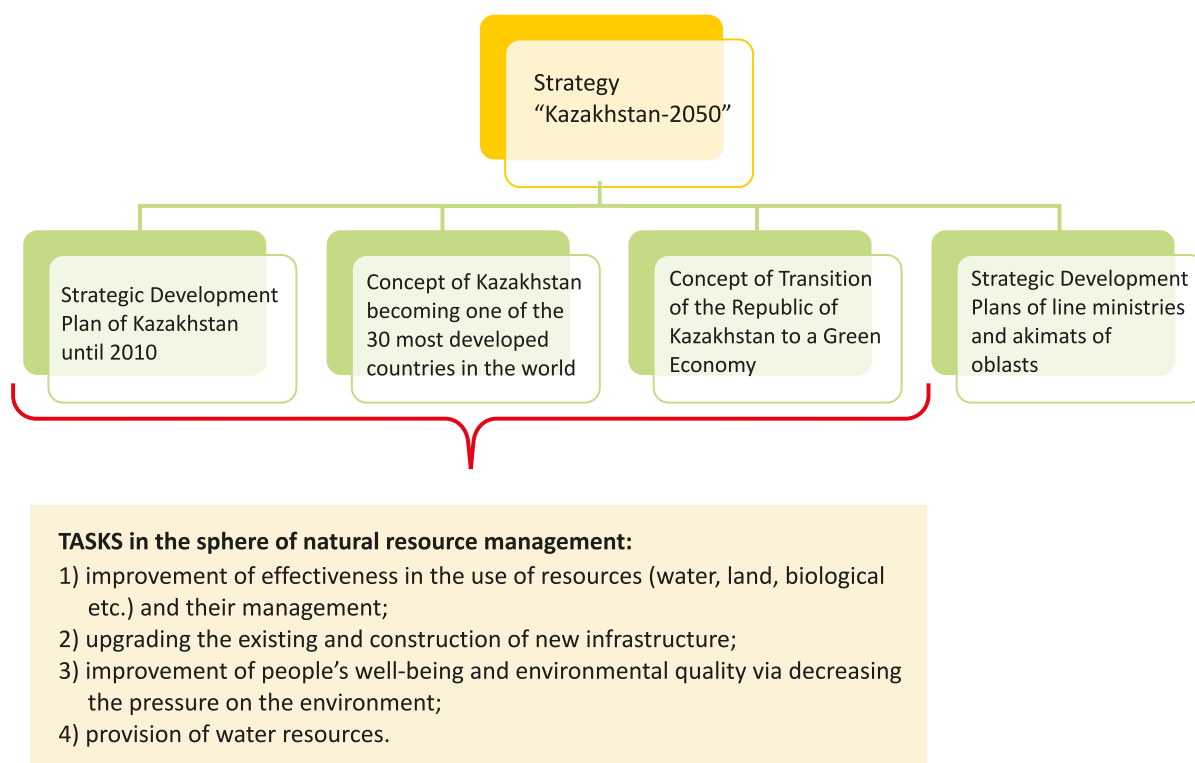 Strategy
“Kazakhstan-2050”
Strategic Development
Plan of Kazakhstan
until 2010
Concept of Kazakhstan
becoming one of the
30 most developed
countries in the world
Concept of Transition
of the Republic of
Kazakhstan to a Green
Economy
Strategic Development
Plans of line ministries
and akimats of
oblasts
TASKS in the sphere of natural resource management:
1) improvement of effectiveness in the use of resources (water, land, biological
etc.) and their management;
2) upgrading the existing and construction of new infrastructure;
3) improvement of people’s well-being and environmental quality via decreasing
the pressure on the environment;
4) provision of water resources.